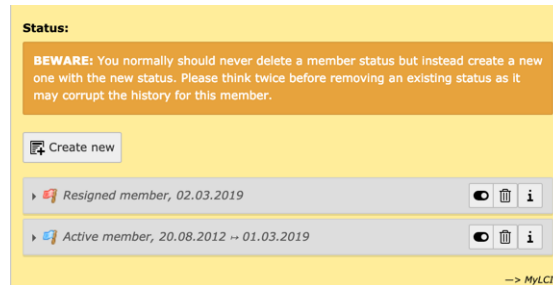 Status:
BEWARE: You normally should never delete a member status but instead create a new
one with the new status. Please think twice before removing an existing status as it
may corrupt the history for this member.
Create new
Resigned member, 02.03.2019
Active member, 20.08.2012 ↦ 01.03.2019
—> MyLCI